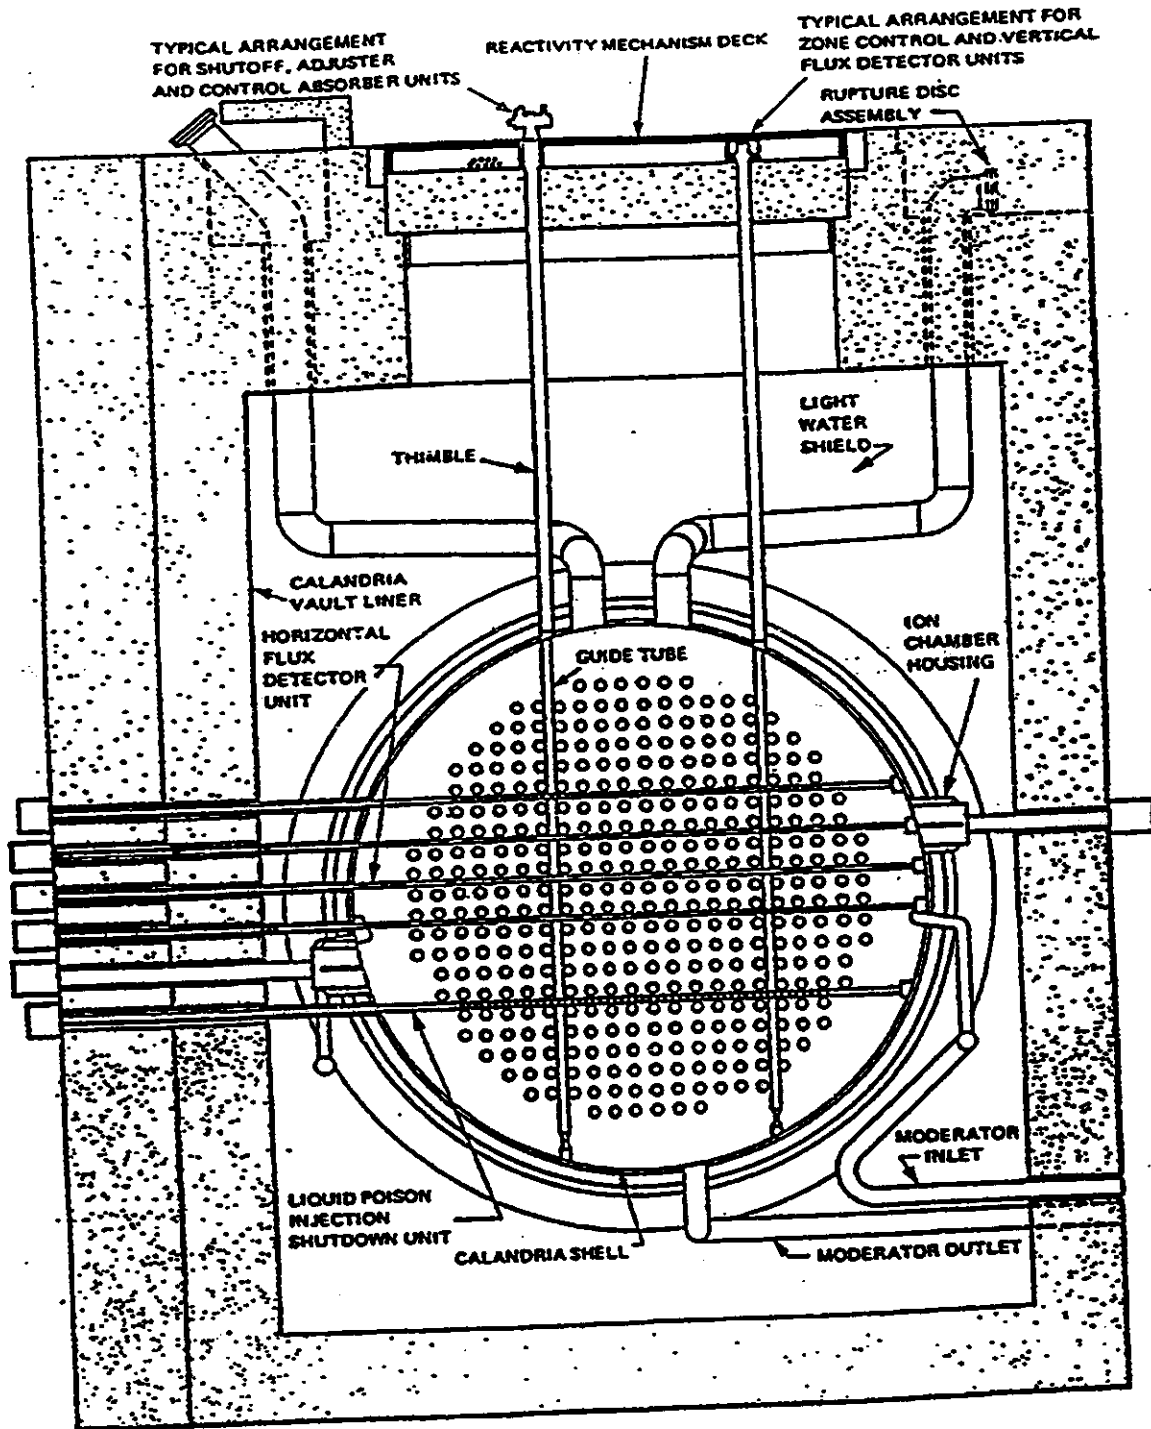 TYPICAL ARRANGEMENT
FOR SHUTOFF, ADJUSTER
AND CONTROL ABSORBER UNITS
REACTIVITY MECHANISM DECK
TYPICAL ARRANGEMENT FOR
ZONE CONTROL AND VERTICAL
FLUX DETECTOR UNITS
RUPTURE DISC
ASSEMBLY
LIGHT
WATER
SHIELD
THIMBLE
CALANDRIA
VAULT LINER
HORIZONTAL
FLUX
DETECTOR
UNIT
GUIDE TUBE
ION
CHAMBER
HOUSING
MODERATOR
INLET
LIQUID POISON
INJECTION
SHUTDOWN UNIT
CALANDRIA SHELL
MODERATOR OUTLET